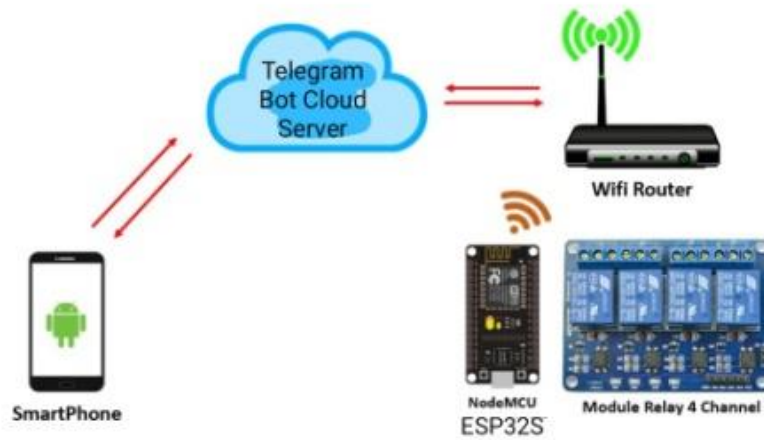 Telegram
Bot Cloud
Server
Wifi Router
SmartPhone
NodeMCU
ESP32S
Module Relay 4 Channel